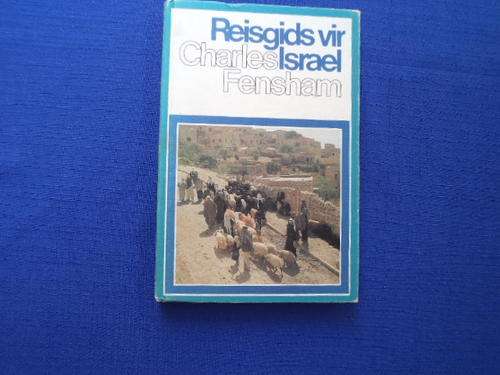 Reisgids vir
Charles Israel
Fensham